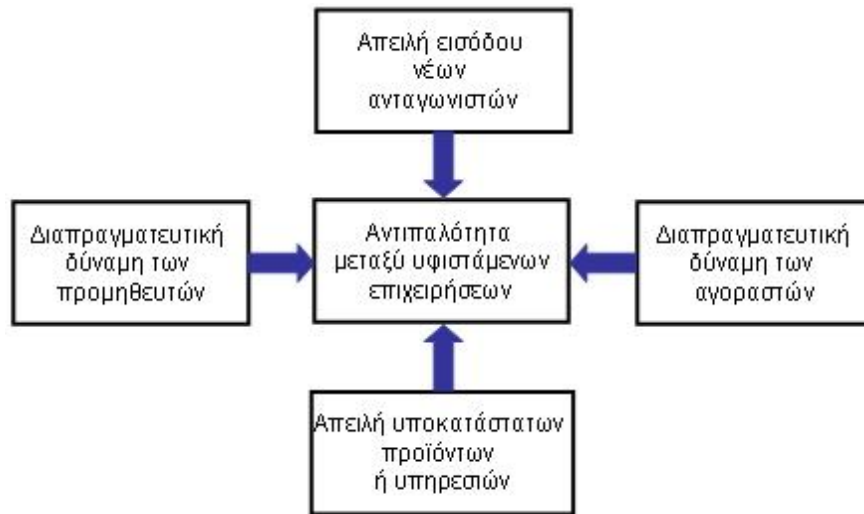 Απειλή εισόδου
νέων
ανταγωνιστών
Διαπραγματευτική
δύναμη των
προμηθευτών
Αντιπαλότητα
μεταξύ υφιστάμενων
επιχειρήσεων
Διαπραγματευτική
δύναμη των
αγοραστών
Απειλή υποκατάστατων
προϊόντων
ή υπηρεσιών